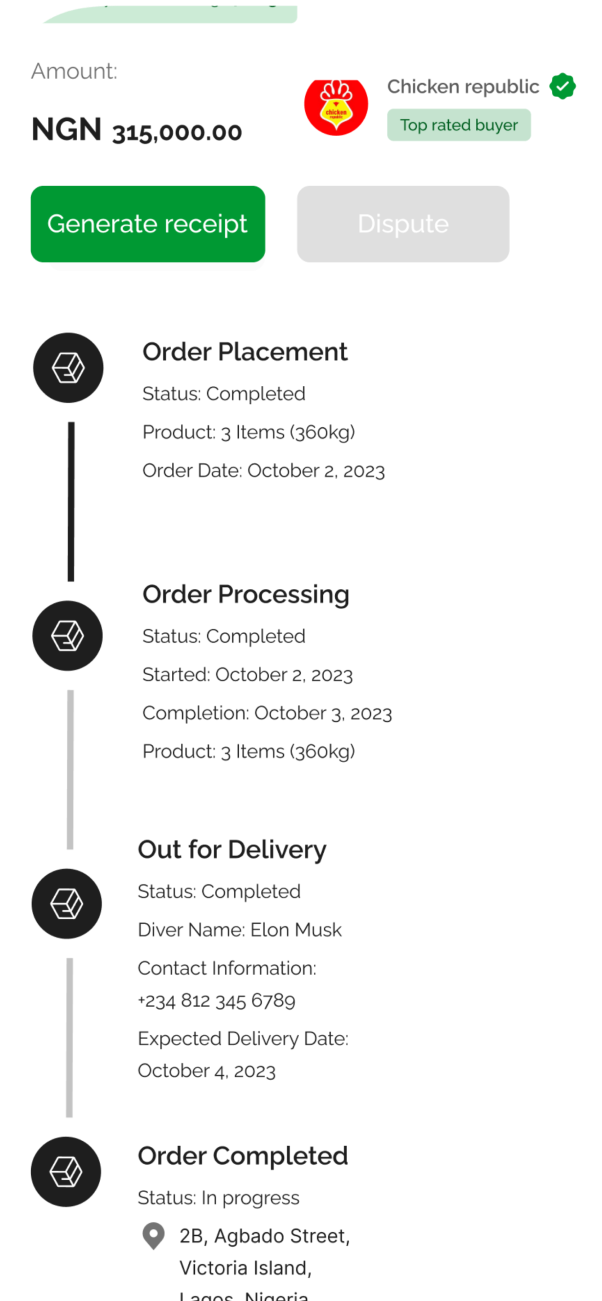 Amount:
Chicken republic
NGN 315,000.00
chicken
Top rated buyer
Generate receipt
Dispute
Order Placement
Status: Completed
Product: 3 Items (360kg)
Order Date: October 2, 2023
Order Processing
Status: Completed
Started: October 2, 2023
Completion: October 3, 2023
Product: 3 Items (360kg)
Out for Delivery
Status: Completed
Diver Name: Elon Musk
Contact Information:
+234 812 345 6789
Expected Delivery Date:
October 4, 2023
Order Completed
Status: In progress
2B, Agbado Street,
Victoria Island,
Lagos, Nigeria